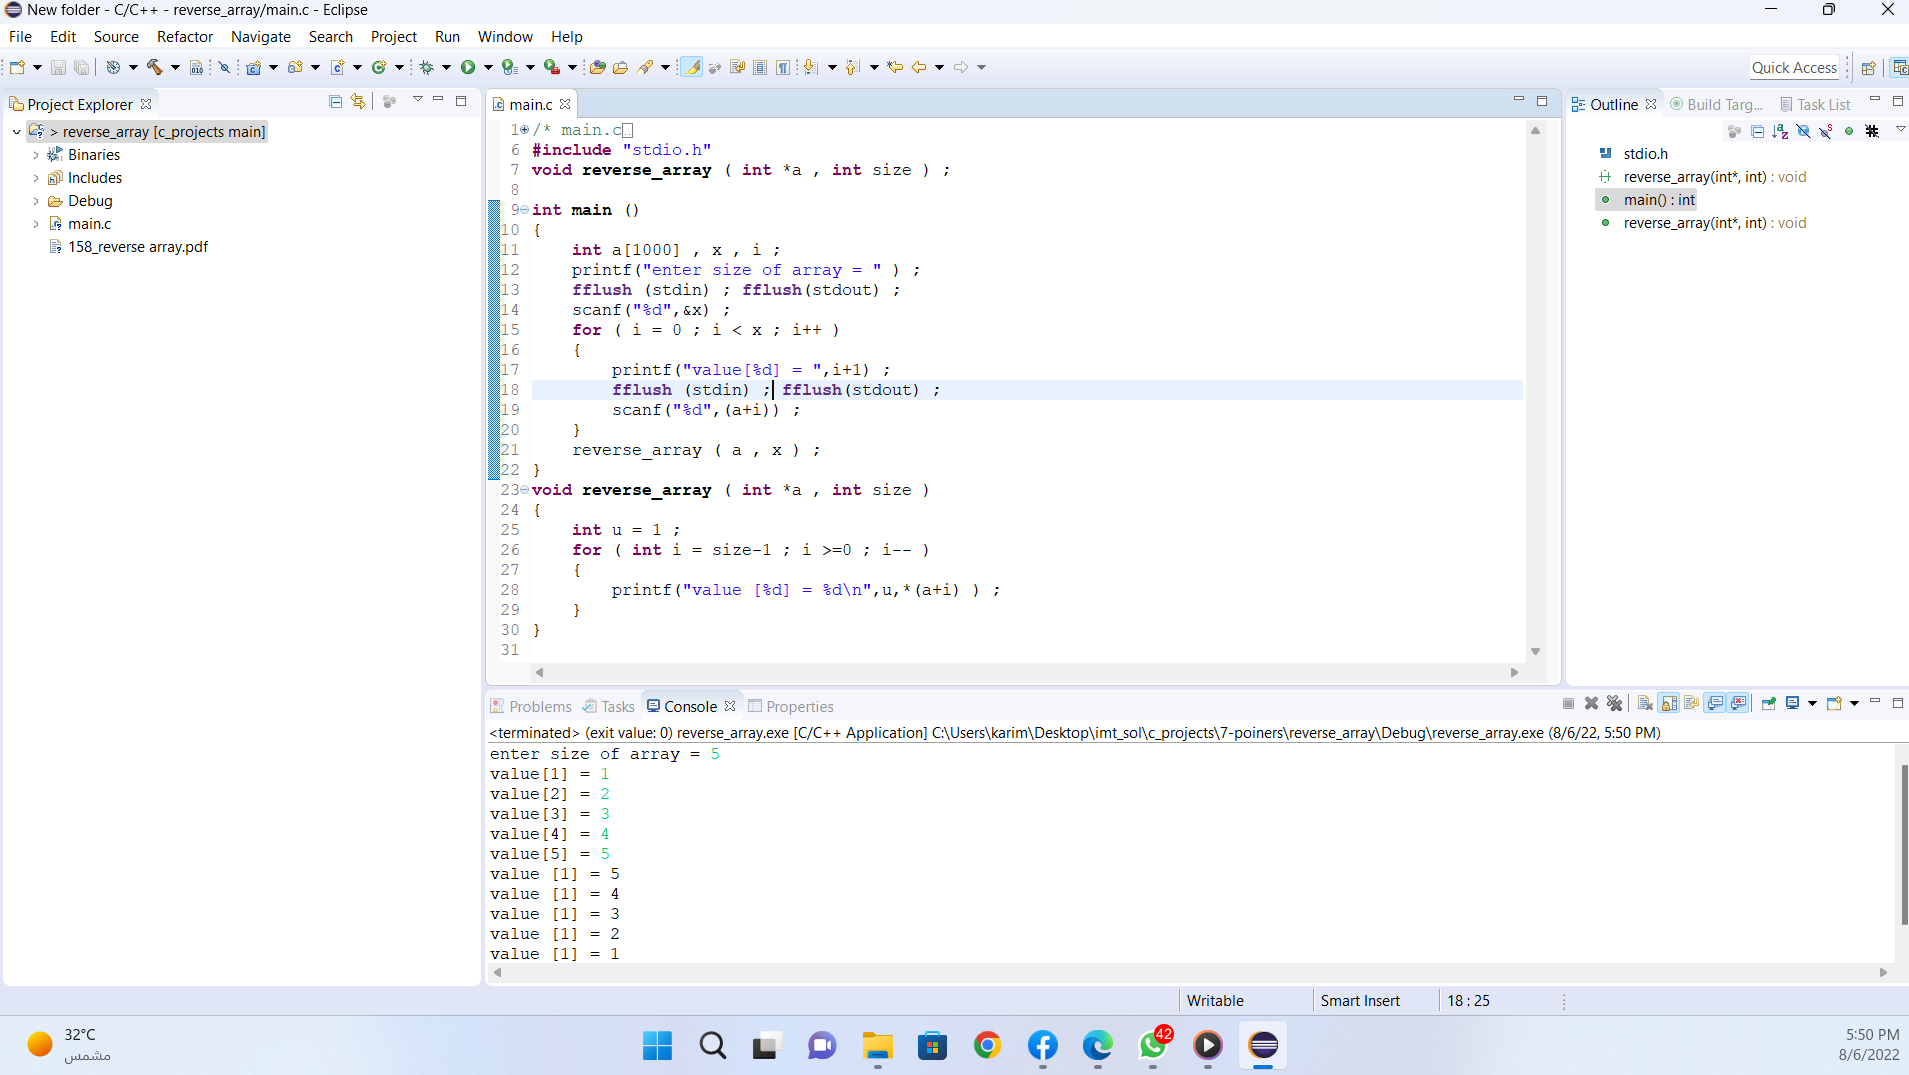 New folder - C/C++ - reverse_array/main.c - Eclipse
File Edit Source Refactor Navigate Search Project Run Window Help
Quick Access
Project Explorer
> reverse_array [c_projects main]
Binaries
Includes
Debug
main.c
158_reverse array.pdf
main.c
1 /* main.c
6 #include "stdio.h"
7 void reverse_array ( int *a , int size ) ;
8
9 int main ()
10 {
11 int a[1000] , x , i ;
12 printf("enter size of array = " ) ;
13 fflush (stdin) ; fflush(stdout) ;
14 scanf("%d",&x) ;
15 for ( i = 0 ; i < x ; i++ )
16 {
17 printf("value[%d] = ",i+1) ;
18 fflush (stdin) ; fflush(stdout) ;
19 scanf("%d",(a+i)) ;
20 }
21 reverse_array ( a , x ) ;
22 }
23 void reverse_array ( int *a , int size )
24 {
25 int u = 1 ;
26 for ( int i = size-1 ; i >=0 ; i-- )
27 {
28 printf("value [%d] = %d\n",u,*(a+i) ) ;
29 }
30 }
31
Outline Build Targ... Task List
stdio.h
reverse_array(int*, int) : void
main() : int
reverse_array(int*, int) : void
Problems Tasks Console Properties
<terminated> (exit value: 0) reverse_array.exe [C/C++ Application] C:\Users\karim\Desktop\imt_sol\c_projects\7-poiners\reverse_array\Debug\reverse_array.exe (8/6/22, 5:50 PM)
enter size of array = 5
value[1] = 1
value[2] = 2
value[3] = 3
value[4] = 4
value[5] = 5
value [1] = 5
value [1] = 4
value [1] = 3
value [1] = 2
value [1] = 1
Writable Smart Insert 18 : 25
32°C
مشمس
42
5:50 PM
8/6/2022